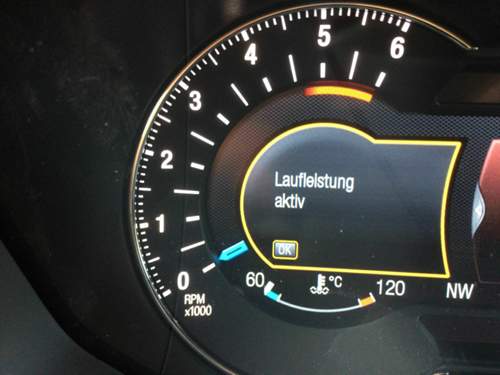 6
5
4
3
2
1
0
RPM
x1000
Laufleistung
aktiv
OK
60
°C
120
NW